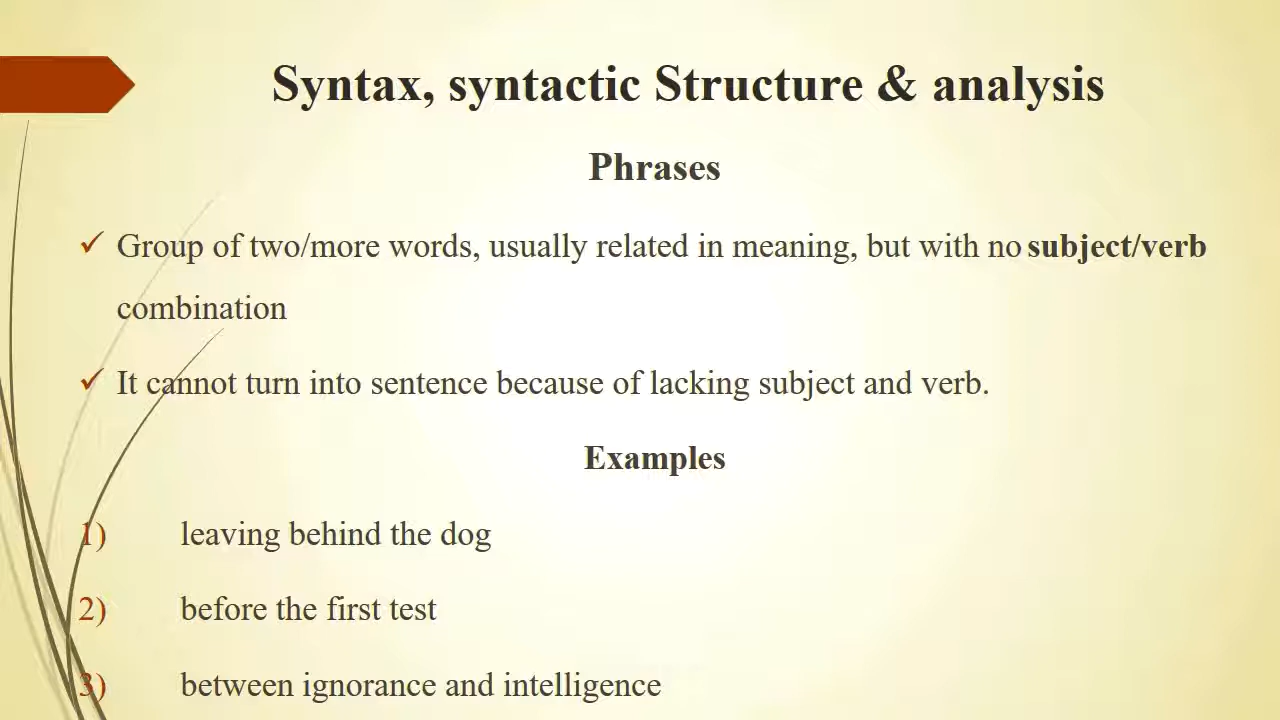 Syntax, syntactic Structure & analysis
Phrases
✓ Group of two/more words, usually related in meaning, but with no subject/verb
combination
✓ It cannot turn into sentence because of lacking subject and verb.
Examples
1) leaving behind the dog
2) before the first test
3) between ignorance and intelligence